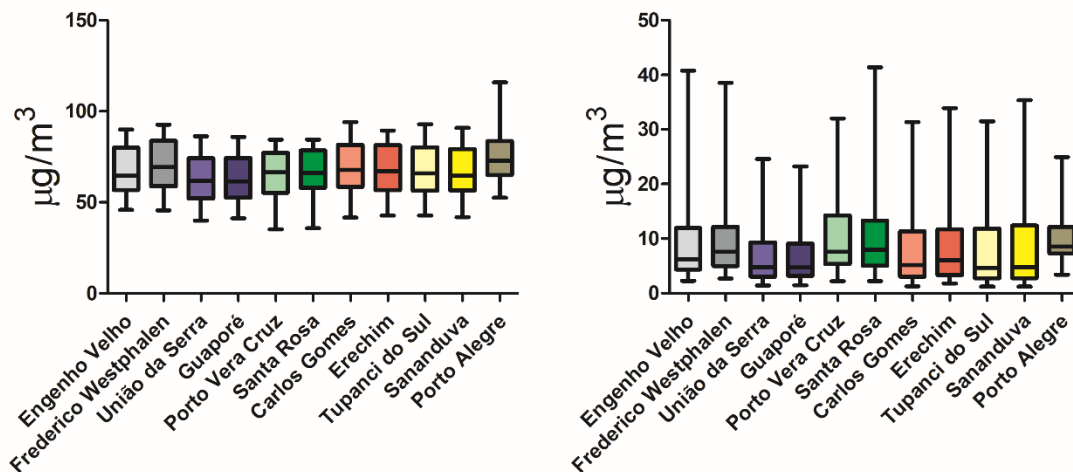 150
100
50
0
μg/m³
Engenho Velho
Frederico Westphalen
União da Serra
Guaporé
Porto Vera Cruz
Santa Rosa
Carlos Gomes
Erechim
Tupanci do Sul
Sananduva
Porto Alegre
50
40
30
20
10
0
μg/m³
Engenho Velho
Frederico Westphalen
União da Serra
Guaporé
Porto Vera Cruz
Santa Rosa
Carlos Gomes
Erechim
Tupanci do Sul
Sananduva
Porto Alegre